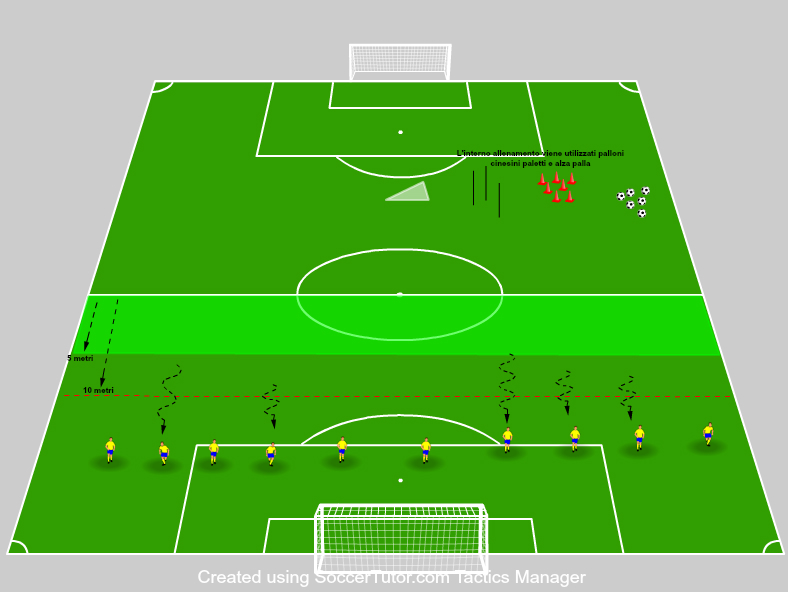 L'interno allenamento viene utilizzati palloni
cinesini paletti e alza palla
5 metri
10 metri
Created using SoccerTutor.com Tactics Manager